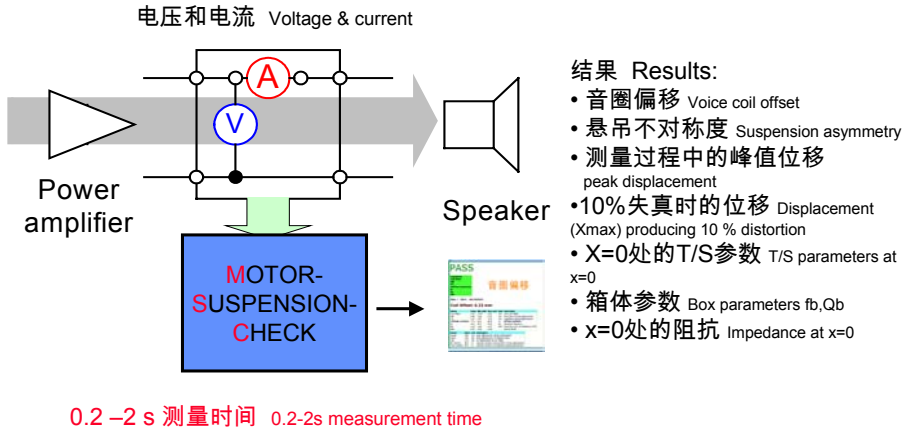 电压和电流 Voltage & current
A
V
Power
amplifier
Speaker
MOTOR-
SUSPENSION-
CHECK
PASS
音圈偏移
结果 Results:
• 音圈偏移 Voice coil offset
• 悬吊不对称度 Suspension asymmetry
• 测量过程中的峰值位移
peak displacement
•10%失真时的位移 Displacement
(Xmax) producing 10 % distortion
• X=0处的T/S参数 T/S parameters at
x=0
• 箱体参数 Box parameters fb,Qb
• x=0处的阻抗 Impedance at x=0
0.2 –2 s 测量时间 0.2-2s measurement time